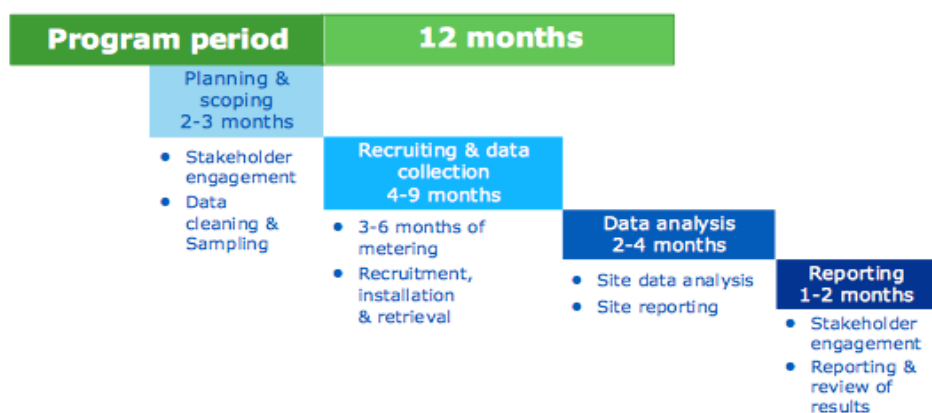 Program period
12 months
Planning &
scoping
2-3 months
• Stakeholder
engagement
• Data
cleaning &
Sampling
Recruiting & data
collection
4-9 months
• 3-6 months of
metering
• Recruitment,
installation
& retrieval
Data analysis
2-4 months
• Site data analysis
• Site reporting
Reporting
1-2 months
• Stakeholder
engagement
• Reporting &
review of
results